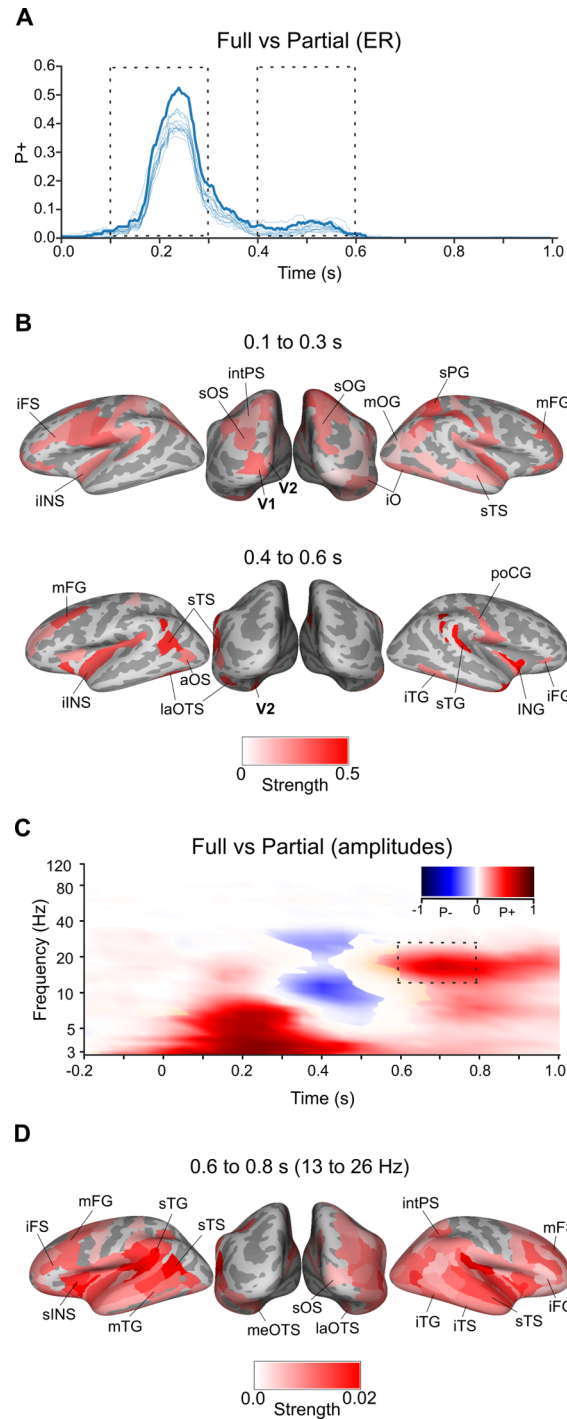 A
Full vs Partial (ER)
0.6
0.5
0.4
0.3
0.2
0.1
0.0
P+
0.0 0.2 0.4 0.6 0.8 1.0
Time (s)
B
0.1 to 0.3 s
iFS
iINS
sOS
intPS
V1
V2
sOG
iO
mOG
sPG
mFG
sTS
0.4 to 0.6 s
mFG
iINS
sTS
aOS
laOTS
V2
poCG
iTG
sTG
lNG
iFG
0
0.5
Strength
C
Full vs Partial (amplitudes)
120
80
40
20
10
5
3
Frequency (Hz)
-1 0 1
P- P+
-0.2 0 0.2 0.4 0.6 0.8 1.0
Time (s)
D
0.6 to 0.8 s (13 to 26 Hz)
iFS
mFG
sTG
sTS
sINS
mTG
meOTS
sOS
laOTS
intPS
mFS
iFG
iTG
iTS
sTS
0.0
0.02
Strength